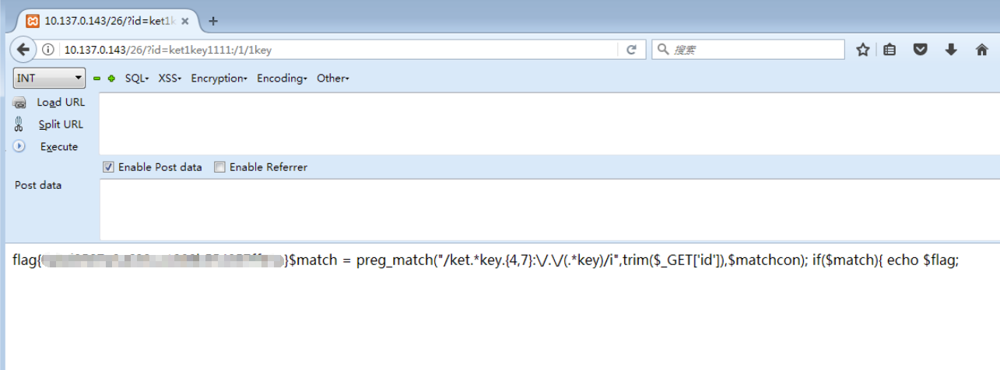 10.137.0.143/26/?id=ket1k
10.137.0.143/26/?id=ket1key1111:/1/1key
搜索
INT SQL XSS Encryption Encoding Other
Load URL
Split URL
Execute
Enable Post data Enable Referrer
Post data
flag{ }$match = preg_match("/ket.*key.{4,7}:\/.\/(.*key)/i",trim($_GET['id']),$matchcon); if($match){ echo $flag;